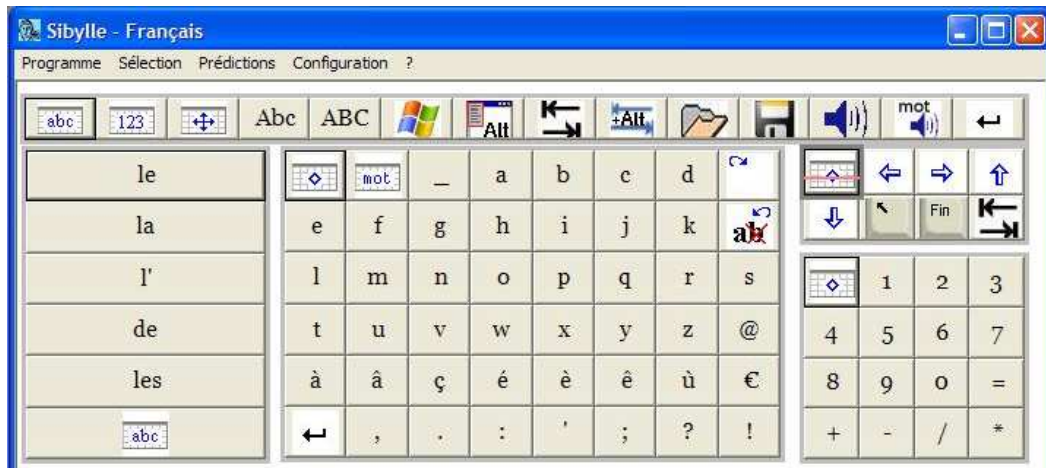 Sibylle - Français
Programme Sélection Prédictions Configuration ?
abc 123 Abc ABC Alt +Alt mot
le
la
l'
de
les
abc
mot _ a b c d
e f g h i j k ab
l m n o p q r s
t u v w x y z @
à â ç é è ê ù €
, . : ' ; ? !
Fin
1 2 3
4 5 6 7
8 9 0 =
+ - / *